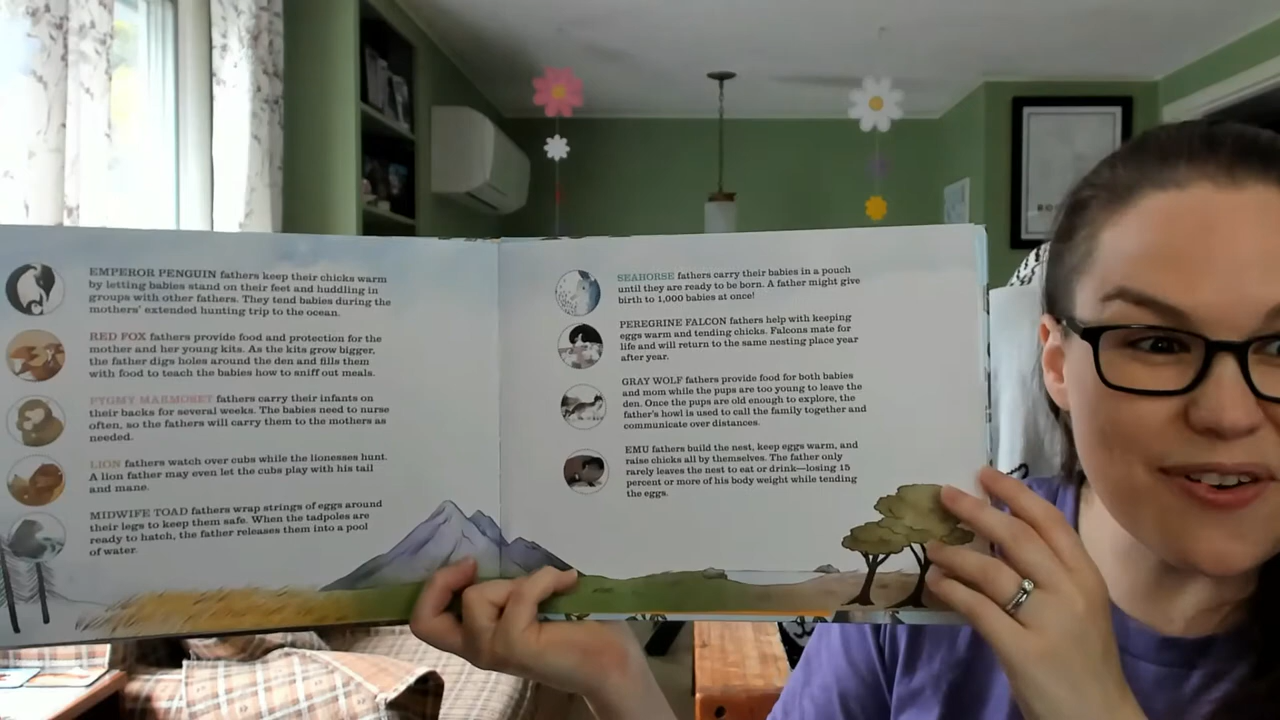 EMPEROR PENGUIN fathers keep their chicks warm
by letting babies stand on their feet and huddling in
groups with other fathers. They tend babies during the
mothers' extended hunting trip to the ocean.
RED FOX fathers provide food and protection for the
mother and her young kits. As the kits grow bigger,
the father digs holes around the den and fills them
with food to teach the babies how to sniff out meals.
PYGMY MARMOSET fathers carry their infants on
their backs for several weeks. The babies need to nurse
often, so the fathers will carry them to the mothers as
needed.
LION fathers watch over cubs while the lionesses hunt.
A lion father may even let the cubs play with his tail
and mane.
MIDWIFE TOAD fathers wrap strings of eggs around
their legs to keep them safe. When the tadpoles are
ready to hatch, the father releases them into a pool
of water.
SEAHORSE fathers carry their babies in a pouch
until they are ready to be born. A father might give
birth to 1,000 babies at once!
PEREGRINE FALCON fathers help with keeping
eggs warm and tending chicks. Falcons mate for
life and will return to the same nesting place year
after year.
GRAY WOLF fathers provide food for both babies
and mom while the pups are too young to leave the
den. Once the pups are old enough to explore, the
father's howl is used to call the family together and
communicate over distances.
EMU fathers build the nest, keep eggs warm, and
raise chicks all by themselves. The father only
rarely leaves the nest to eat or drink—losing 15
percent or more of his body weight while tending
the eggs.